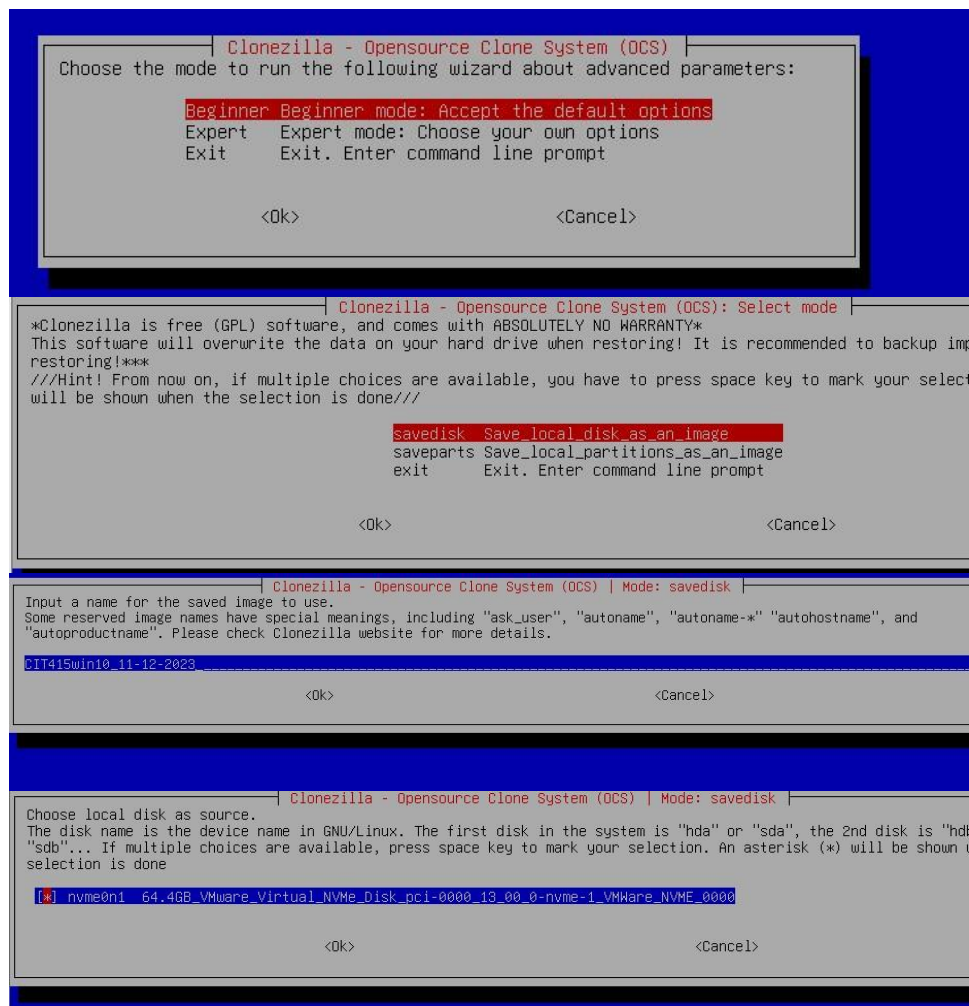 Clonezilla - Opensource Clone System (OCS)
Choose the mode to run the following wizard about advanced parameters:
Beginner Beginner mode: Accept the default options
Expert Expert mode: Choose your own options
Exit Exit. Enter command line prompt
<Ok> <Cancel>
Clonezilla - Opensource Clone System (OCS): Select mode
*Clonezilla is free (GPL) software, and comes with ABSOLUTELY NO WARRANTY*
This software will overwrite the data on your hard drive when restoring! It is recommended to backup imp
restoring!***
///Hint! From now on, if multiple choices are available, you have to press space key to mark your select
will be shown when the selection is done///
savedisk Save_local_disk_as_an_image
saveparts Save_local_partitions_as_an_image
exit Exit. Enter command line prompt
<Ok> <Cancel>
Clonezilla - Opensource Clone System (OCS) | Mode: savedisk
Input a name for the saved image to use.
Some reserved image names have special meanings, including "ask_user", "autoname", "autoname-*" "autohostname", and
"autoproductname". Please check Clonezilla website for more details.
CIT415win10_11-12-2023
<Ok> <Cancel>
Clonezilla - Opensource Clone System (OCS) | Mode: savedisk
Choose local disk as source.
The disk name is the device name in GNU/Linux. The first disk in the system is "hda" or "sda", the 2nd disk is "hdb
"sdb"... If multiple choices are available, press space key to mark your selection. An asterisk (*) will be shown
selection is done
[*] nvme0n1 64.4GB_VMware_Virtual_NVMe_Disk_pci-0000_13_00_0-nvme-1_VMWare_NVME_0000
<Ok> <Cancel>